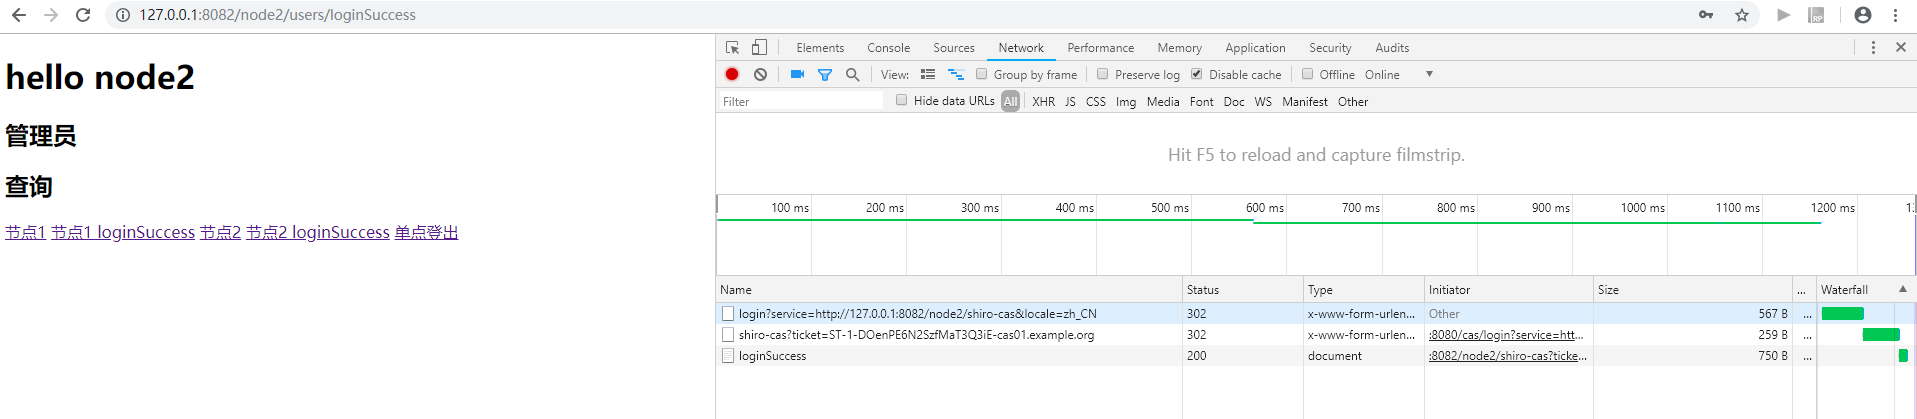 127.0.0.1:8082/node2/users/loginSuccess
hello node2
管理员
查询
节点1 节点1 loginSuccess 节点2 节点2 loginSuccess 单点登出
Elements Console Sources Network Performance Memory Application Security Audits
View: Group by frame Preserve log Disable cache Offline Online
Filter Hide data URLs All XHR JS CSS Img Media Font Doc WS Manifest Other
Hit F5 to reload and capture filmstrip.
100 ms 200 ms 300 ms 400 ms 500 ms 600 ms 700 ms 800 ms 900 ms 1000 ms 1100 ms 1200 ms
Name Status Type Initiator Size ... Waterfall
login?service=http://127.0.0.1:8082/node2/shiro-cas&locale=zh_CN 302 x-www-form-urlen... Other 567 B ...
shiro-cas?ticket=ST-1-DOenPE6N2SzfMaT3Q3iE-cas01.example.org 302 x-www-form-urlen... :8080/cas/login?service=htt... 259 B ...
loginSuccess 200 document :8082/node2/shiro-cas?ticke... 750 B ...